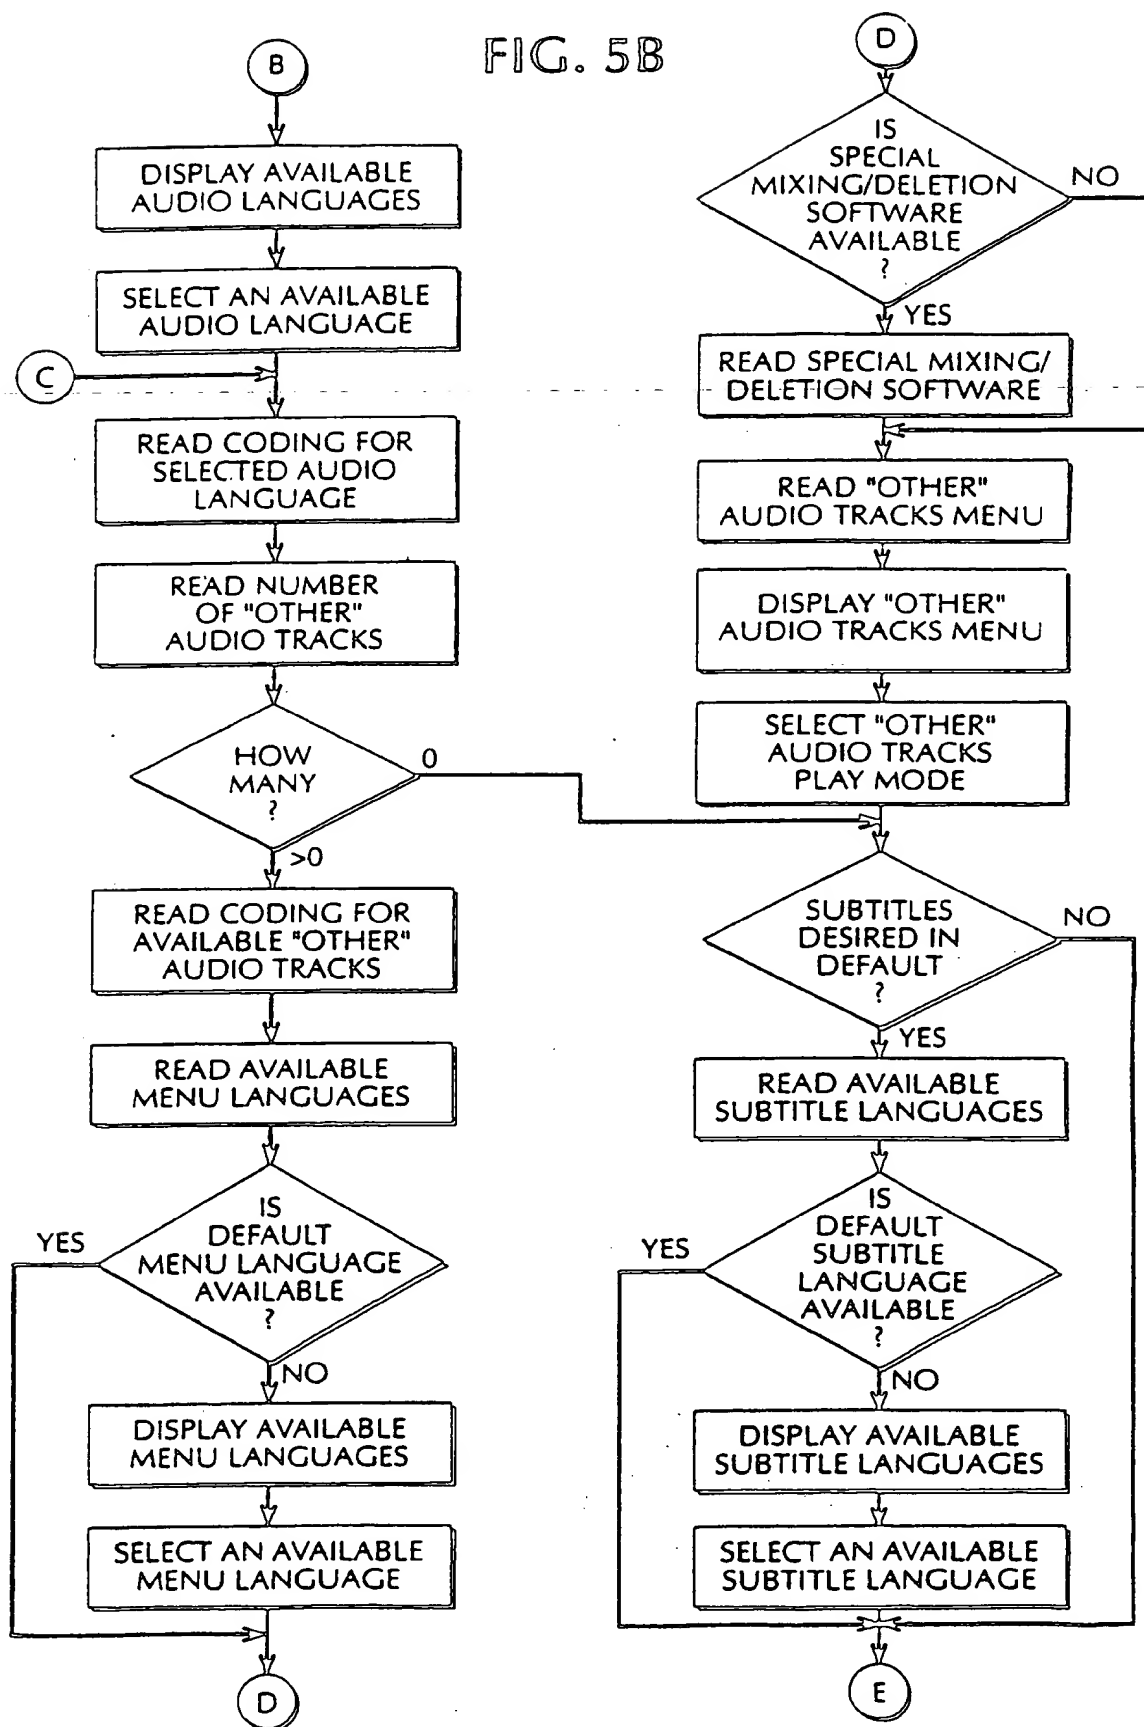 FIG. 5B
B
DISPLAY AVAILABLE
AUDIO LANGUAGES
SELECT AN AVAILABLE
AUDIO LANGUAGE
C
READ CODING FOR
SELECTED AUDIO
LANGUAGE
READ NUMBER
OF "OTHER"
AUDIO TRACKS
HOW
MANY
?
0
>0
READ CODING FOR
AVAILABLE "OTHER"
AUDIO TRACKS
READ AVAILABLE
MENU LANGUAGES
IS
DEFAULT
MENU LANGUAGE
AVAILABLE
?
YES
NO
DISPLAY AVAILABLE
MENU LANGUAGES
SELECT AN AVAILABLE
MENU LANGUAGE
D
D
IS
SPECIAL
MIXING/DELETION
SOFTWARE
AVAILABLE
?
NO
YES
READ SPECIAL MIXING/
DELETION SOFTWARE
READ "OTHER"
AUDIO TRACKS MENU
DISPLAY "OTHER"
AUDIO TRACKS MENU
SELECT "OTHER"
AUDIO TRACKS
PLAY MODE
SUBTITLES
DESIRED IN
DEFAULT
?
NO
YES
READ AVAILABLE
SUBTITLE LANGUAGES
IS
DEFAULT
SUBTITLE
LANGUAGE
AVAILABLE
?
YES
NO
DISPLAY AVAILABLE
SUBTITLE LANGUAGES
SELECT AN AVAILABLE
SUBTITLE LANGUAGE
E